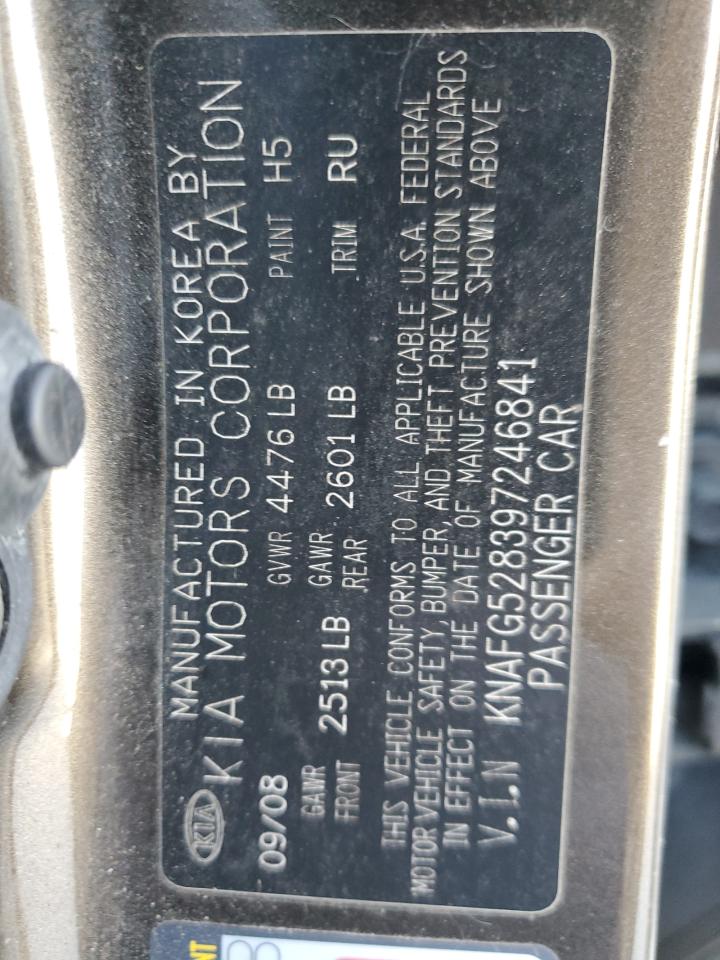 MANUFACTURED IN KOREA BY
KIA KIA MOTORS CORPORATION
09/08 GVWR 4476 LB PAINT H5
GAWR FRONT 2513 LB GAWR REAR 2601 LB TRIM RU
THIS VEHICLE CONFORMS TO ALL APPLICABLE U.S.A. FEDERAL
MOTOR VEHICLE SAFETY, BUMPER, AND THEFT PREVENTION STANDARDS
IN EFFECT ON THE DATE OF MANUFACTURE SHOWN ABOVE
V.I.N KNAFG528397246841
PASSENGER CAR